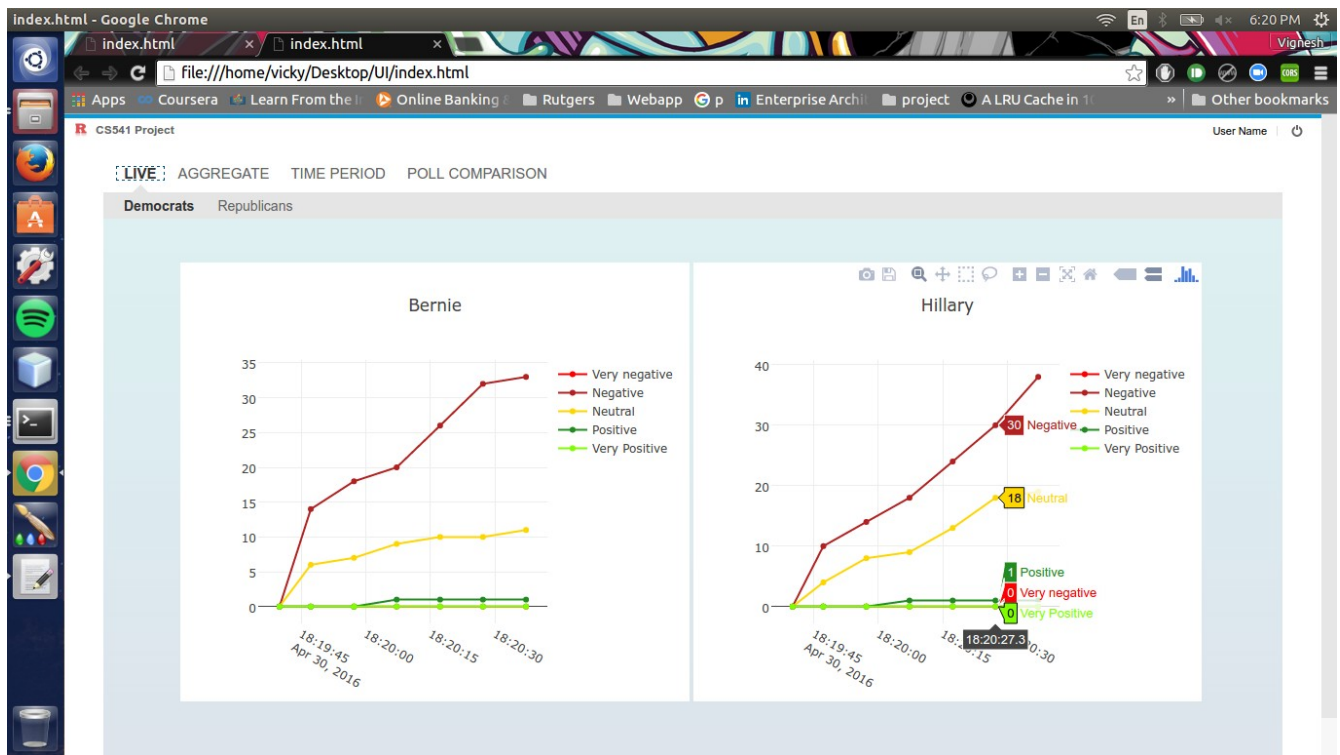 index.html - Google Chrome
En
6:20 PM
index.html × index.html ×
Vignesh
file:///home/vicky/Desktop/UI/index.html
CORS
Apps Coursera Learn From the Online Banking Rutgers Webapp G p in Enterprise Archi project A LRU Cache in » Other bookmarks
R CS541 Project
User Name
LIVE AGGREGATE TIME PERIOD POLL COMPARISON
Democrats Republicans
Bernie
35
30
25
20
15
10
5
0
18:19:45
Apr 30, 2016
18:20:00
18:20:15
18:20:30
Very negative
Negative
Neutral
Positive
Very Positive
Hillary
40
30
20
10
0
18:19:45
Apr 30, 2016
18:20:00
18:20:27.3
Very negative
Negative
Neutral
Positive
Very Positive
30 Negative
18 Neutral
1 Positive
0 Very negative
0 Very Positive